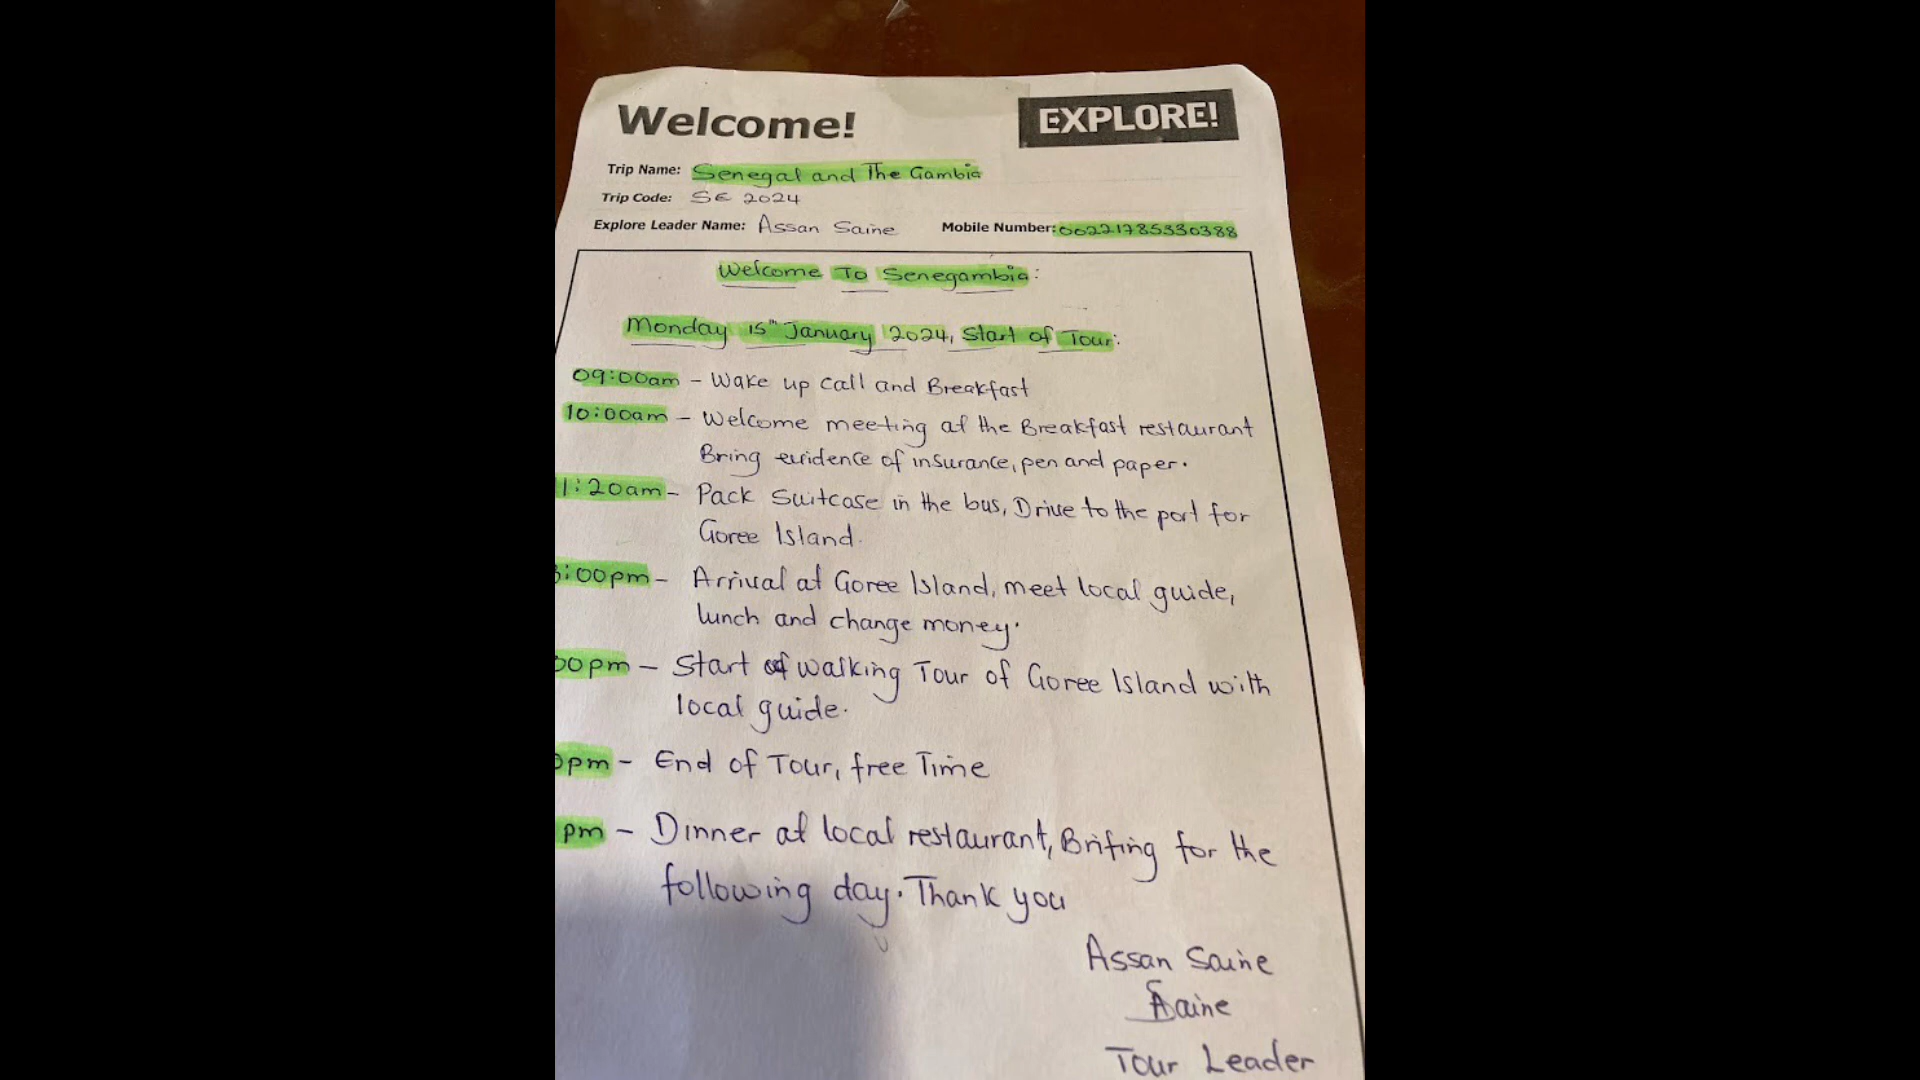 Welcome!
EXPLORE!
Trip Name: Senegal and The Gambia
Trip Code: SE 2024
Explore Leader Name: Assan Saine Mobile Number: 00221785330388
Welcome To Senegambia:
Monday 15th January 2024, Start of Tour:
09:00am - Wake up call and Breakfast
10:00am - Welcome meeting at the Breakfast restaurant
Bring evidence of insurance, pen and paper.
1:20am - Pack Suitcase in the bus, Drive to the port for
Goree Island.
:00pm - Arrival at Goree Island, meet local guide,
lunch and change money.
00pm - Start of walking Tour of Goree Island with
local guide.
pm - End of Tour, free Time
pm - Dinner at local restaurant, Brifing for the
following day. Thank you
Assan Saine
Saine
Tour Leader